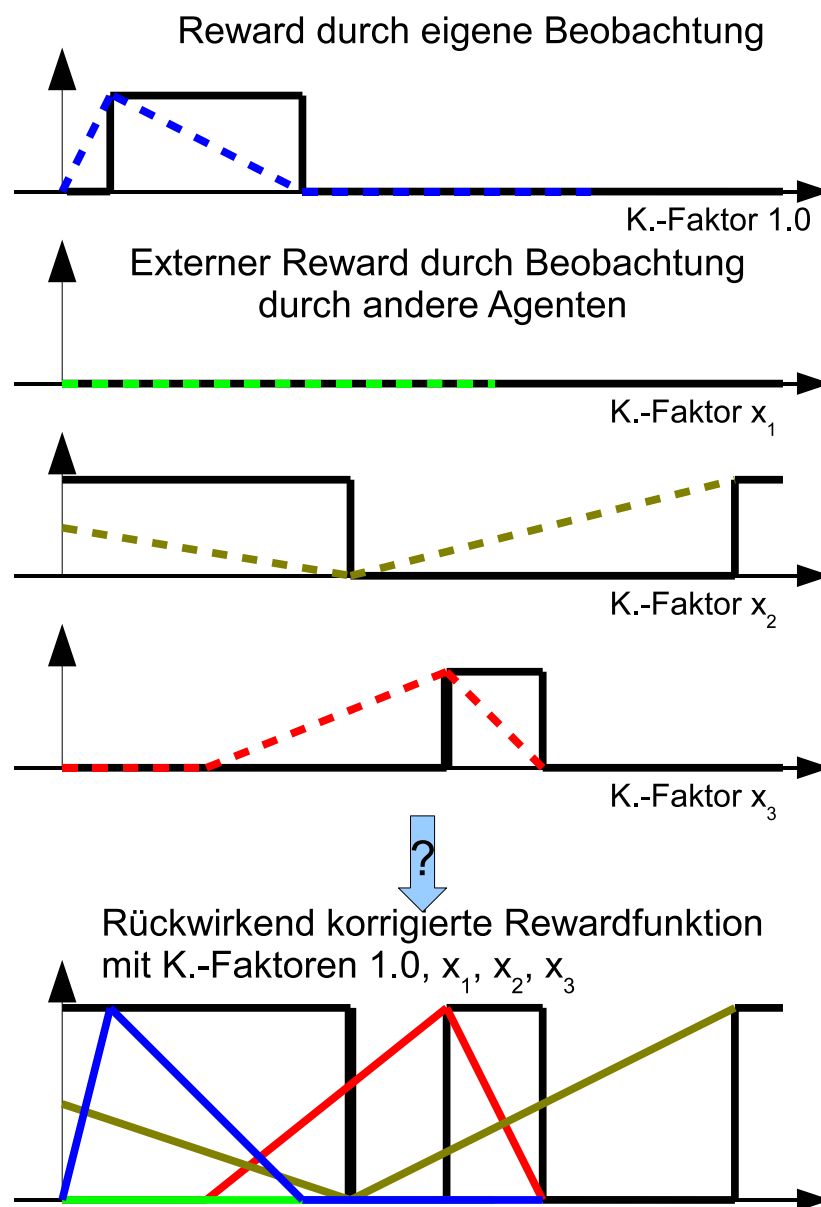 Reward durch eigene Beobachtung
K.-Faktor 1.0
Externer Reward durch Beobachtung
durch andere Agenten
K.-Faktor x₁
K.-Faktor x₂
K.-Faktor x₃
?
Rückwirkend korrigierte Rewardfunktion
mit K.-Faktoren 1.0, x₁, x₂, x₃